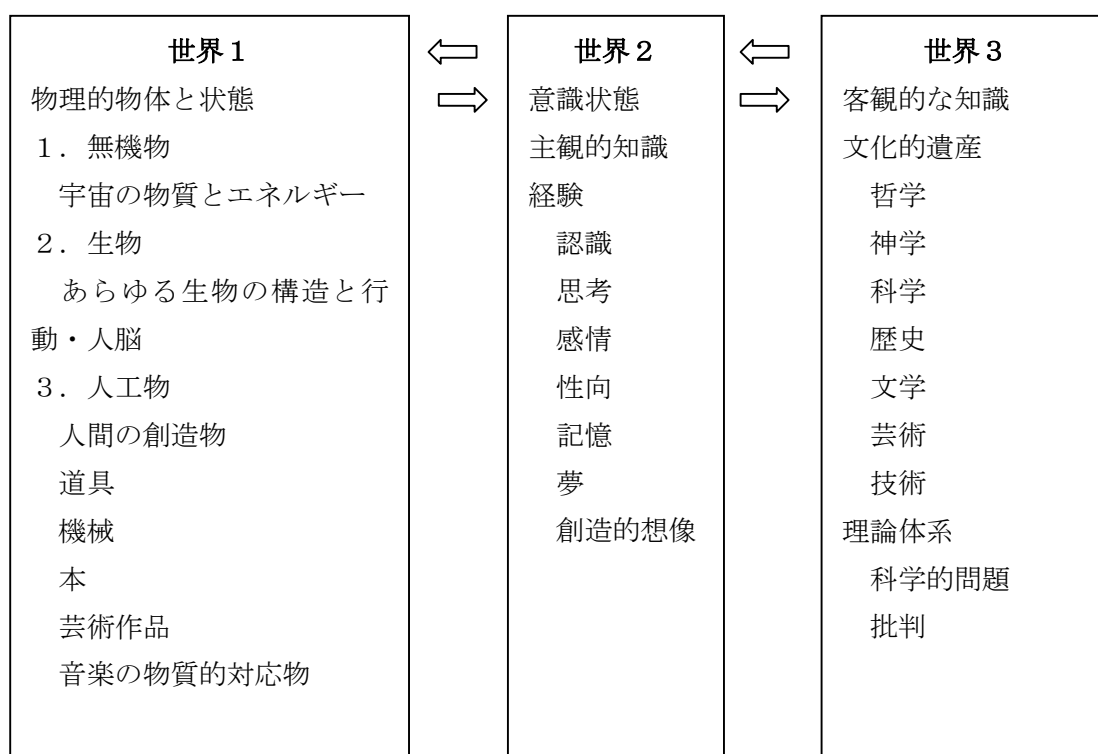 世界1
物理的物体と状態
1．無機物
宇宙の物質とエネルギー
2．生物
あらゆる生物の構造と行
動・人脳
3．人工物
人間の創造物
道具
機械
本
芸術作品
音楽の物質的対応物
世界2
意識状態
主観的知識
経験
認識
思考
感情
性向
記憶
夢
創造的想像
世界3
客観的な知識
文化的遺産
哲学
神学
科学
歴史
文学
芸術
技術
理論体系
科学的問題
批判